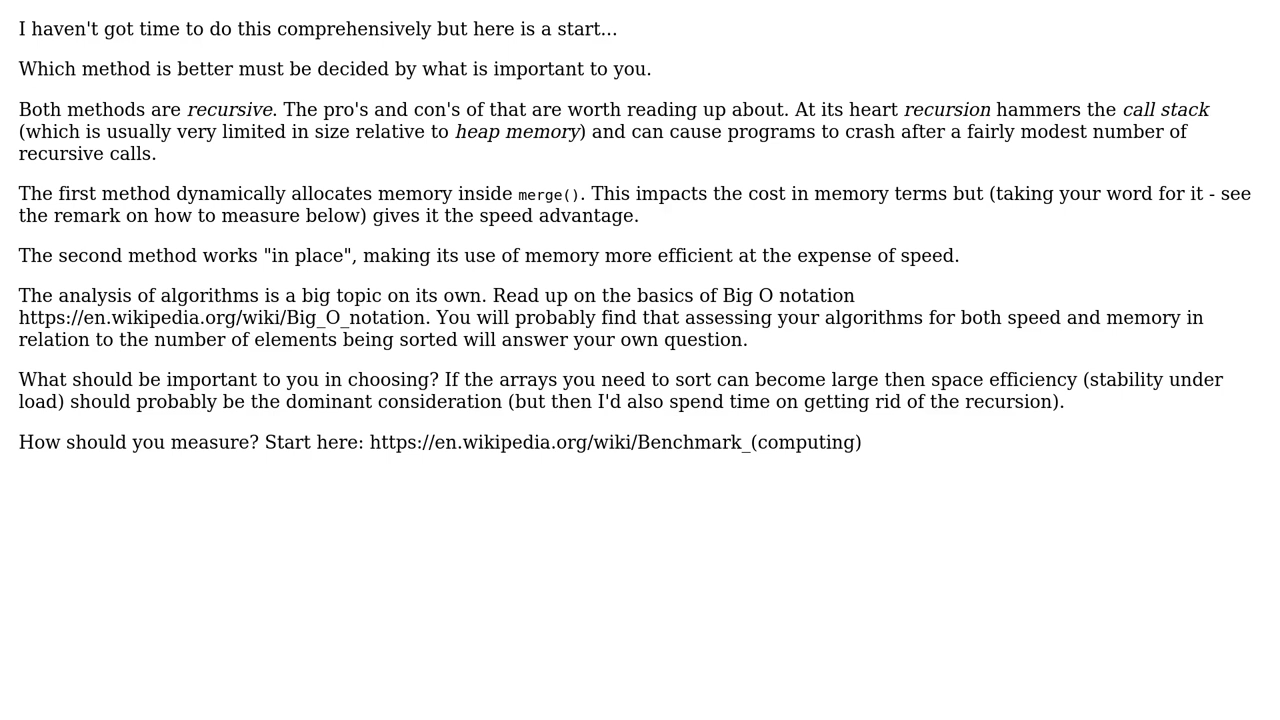 I haven't got time to do this comprehensively but here is a start...
Which method is better must be decided by what is important to you.
Both methods are recursive. The pro's and con's of that are worth reading up about. At its heart recursion hammers the call stack
(which is usually very limited in size relative to heap memory) and can cause programs to crash after a fairly modest number of
recursive calls.
The first method dynamically allocates memory inside merge(). This impacts the cost in memory terms but (taking your word for it - see
the remark on how to measure below) gives it the speed advantage.
The second method works "in place", making its use of memory more efficient at the expense of speed.
The analysis of algorithms is a big topic on its own. Read up on the basics of Big O notation
https://en.wikipedia.org/wiki/Big_O_notation. You will probably find that assessing your algorithms for both speed and memory in
relation to the number of elements being sorted will answer your own question.
What should be important to you in choosing? If the arrays you need to sort can become large then space efficiency (stability under
load) should probably be the dominant consideration (but then I'd also spend time on getting rid of the recursion).
How should you measure? Start here: https://en.wikipedia.org/wiki/Benchmark_(computing)